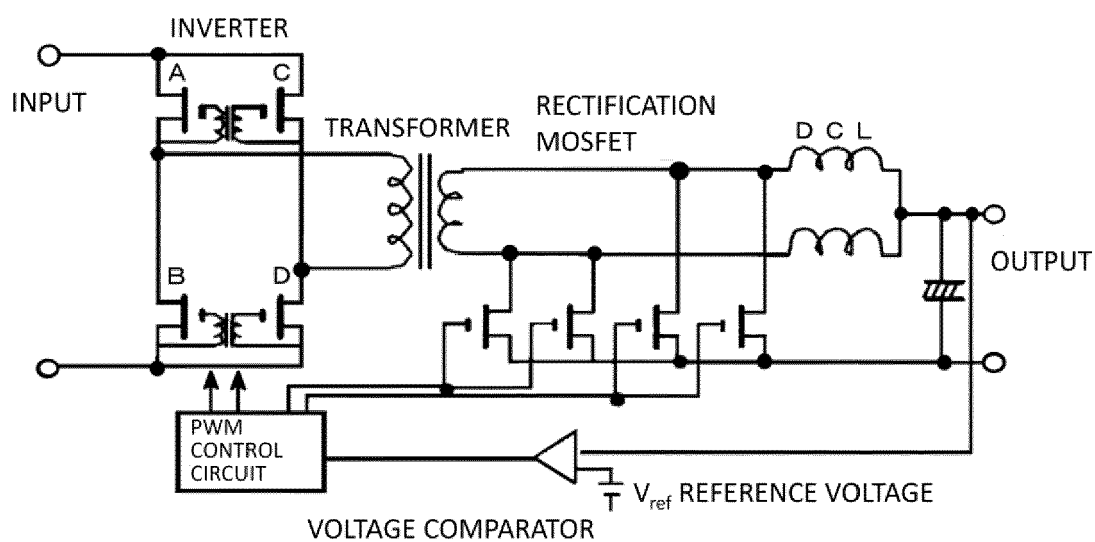 INVERTER
A C
INPUT
TRANSFORMER
RECTIFICATION
MOSFET
D C L
B D
OUTPUT
PWM
CONTROL
CIRCUIT
Vref REFERENCE VOLTAGE
VOLTAGE COMPARATOR